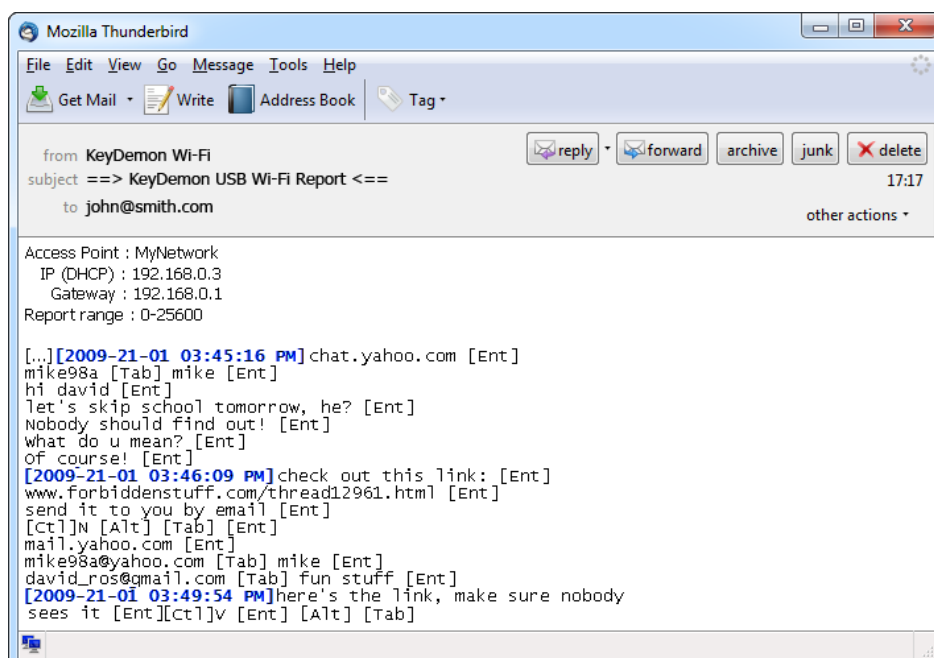 Mozilla Thunderbird
File Edit View Go Message Tools Help
Get Mail Write Address Book Tag
from KeyDemon Wi-Fi
reply forward archive junk delete
subject ==> KeyDemon USB Wi-Fi Report <==
17:17
to john@smith.com
other actions
Access Point : MyNetwork
IP (DHCP) : 192.168.0.3
Gateway : 192.168.0.1
Report range : 0-25600
[...][2009-21-01 03:45:16 PM]chat.yahoo.com [Ent]
mike98a [Tab] mike [Ent]
hi david [Ent]
let's skip school tomorrow, he? [Ent]
Nobody should find out! [Ent]
What do u mean? [Ent]
Of course! [Ent]
[2009-21-01 03:46:09 PM]check out this link: [Ent]
www.forbiddenstuff.com/thread12961.html [Ent]
send it to you by email [Ent]
[Ctl]N [Alt] [Tab] [Ent]
mail.yahoo.com [Ent]
mike98a@yahoo.com [Tab] mike [Ent]
david_ros@gmail.com [Tab] fun stuff [Ent]
[2009-21-01 03:49:54 PM]here's the link, make sure nobody
sees it [Ent][Ctl]V [Ent] [Alt] [Tab]